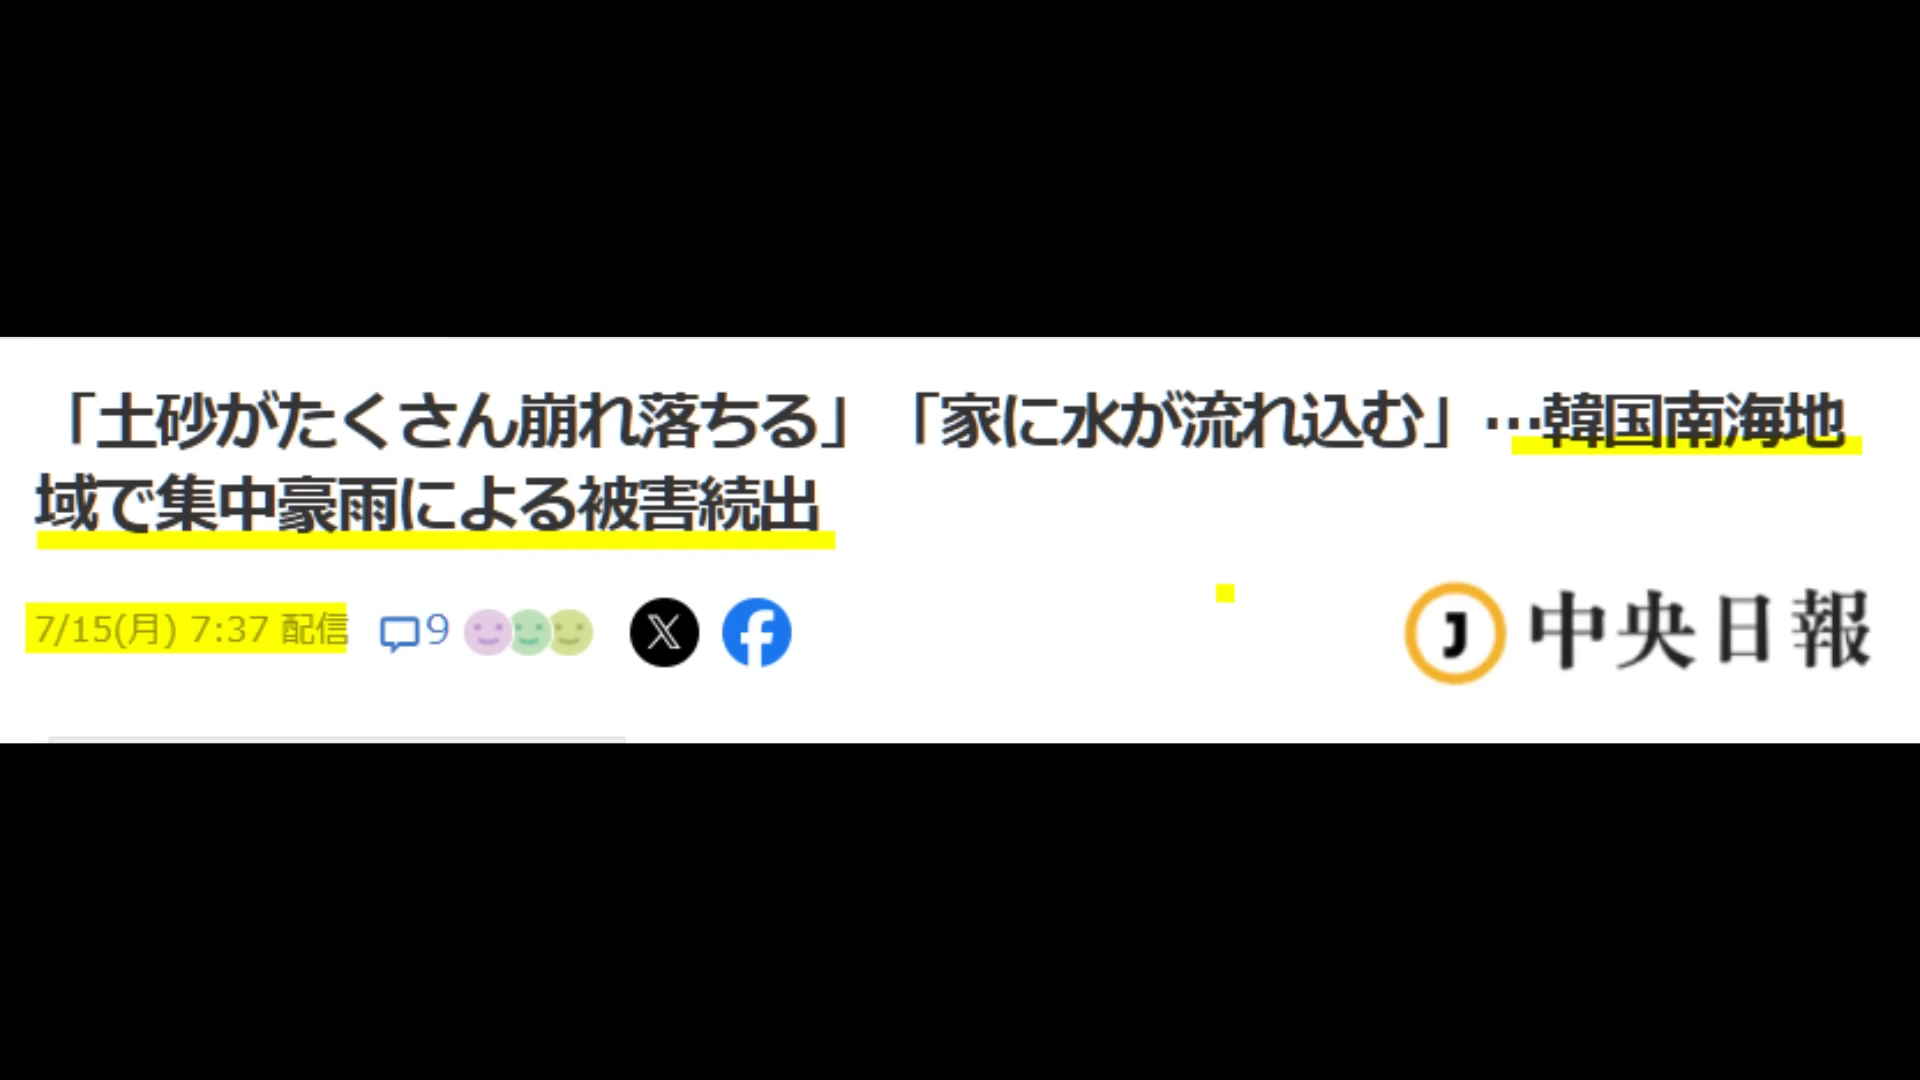 「土砂がたくさん崩れ落ちる」「家に水が流れ込む」…韓国南海地
域で集中豪雨による被害続出
7/15(月) 7:37 配信
9
J 中央日報